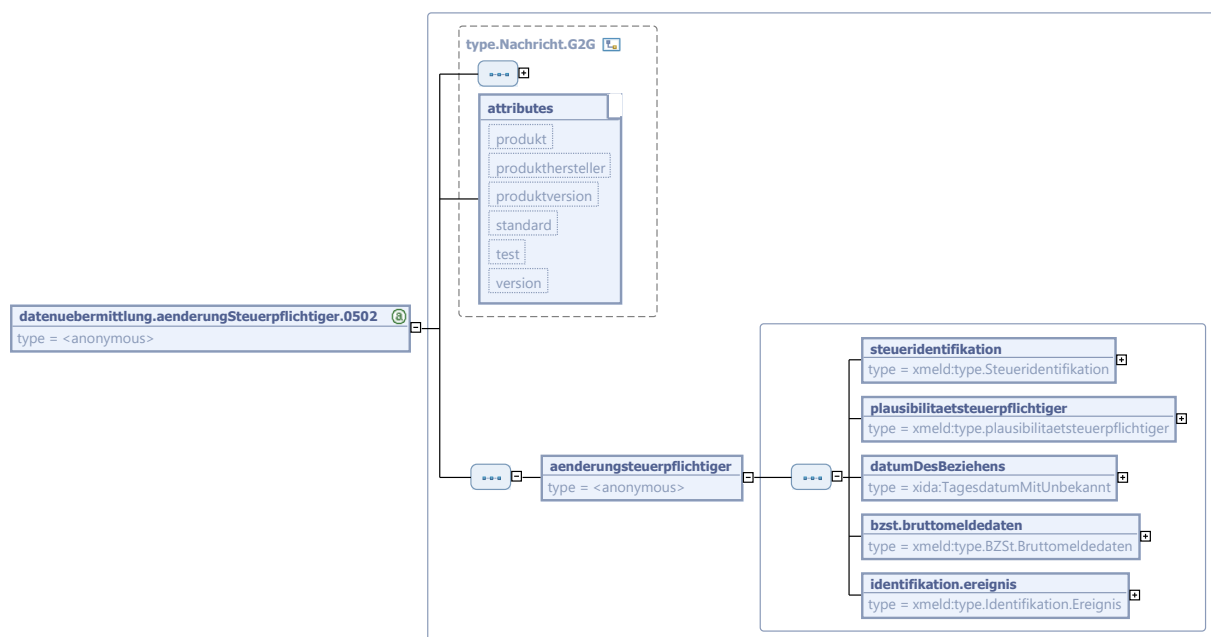 type.Nachricht.G2G
attributes
produkt
produkthersteller
produktversion
standard
test
version
datenuebermittlung.aenderungSteuerpflichtiger.0502 a
type = <anonymous>
aenderungsteuerpflichtiger
type = <anonymous>
steueridentifikation
type = xmeld:type.Steueridentifikation
plausibilitaetsteuerpflichtiger
type = xmeld:type.plausibilitaetsteuerpflichtiger
datumDesBeziehens
type = xida:TagesdatumMitUnbekannt
bzst.bruttomeldedaten
type = xmeld:type.BZSt.Bruttomeldedaten
identifikation.ereignis
type = xmeld:type.Identifikation.Ereignis